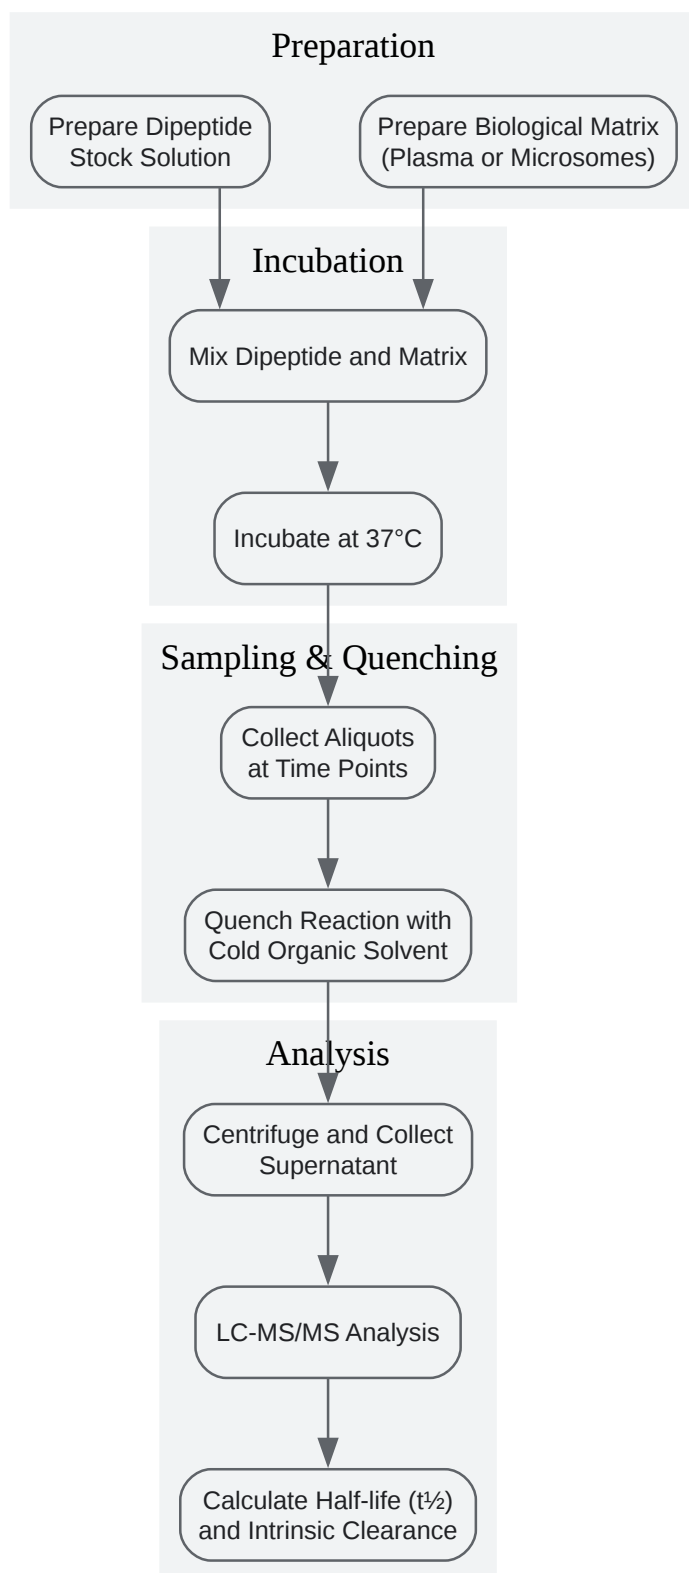 Preparation
Prepare Dipeptide
Stock Solution
Prepare Biological Matrix
(Plasma or Microsomes)
Incubation
Mix Dipeptide and Matrix
Incubate at 37°C
Sampling & Quenching
Collect Aliquots
at Time Points
Quench Reaction with
Cold Organic Solvent
Analysis
Centrifuge and Collect
Supernatant
LC-MS/MS Analysis
Calculate Half-life (t½)
and Intrinsic Clearance